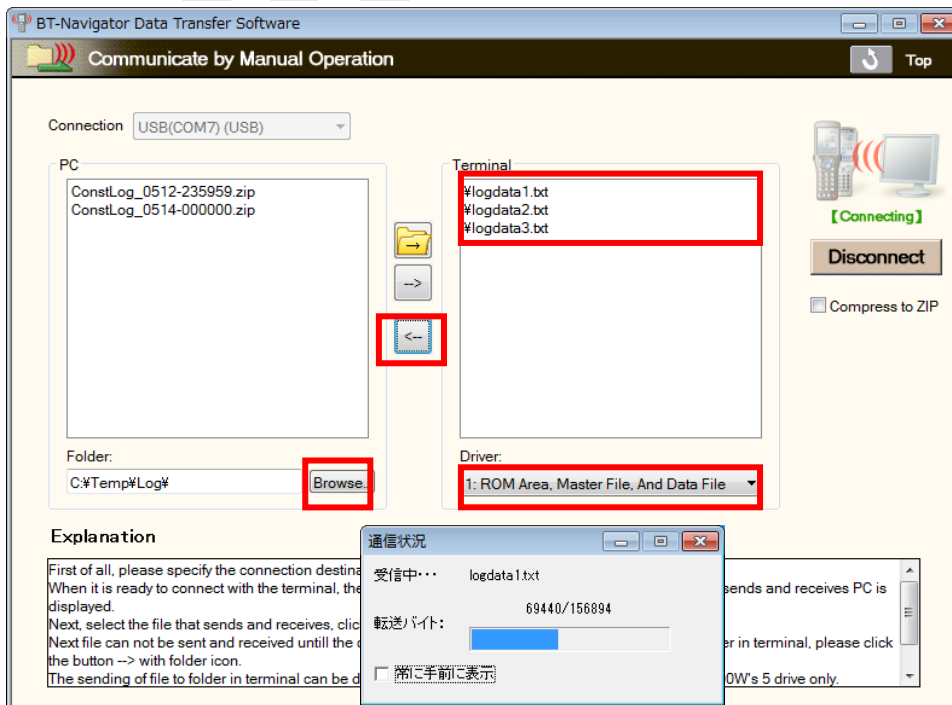 BT-Navigator Data Transfer Software
Communicate by Manual Operation
Top
Connection
USB(COM7) (USB)
PC
ConstLog_0512-235959.zip
ConstLog_0514-000000.zip
-->
<--
Terminal
¥logdata1.txt
¥logdata2.txt
¥logdata3.txt
【Connecting】
Disconnect
Compress to ZIP
Folder:
C:¥Temp¥Log¥
Browse..
Driver:
1: ROM Area, Master File, And Data File
Explanation
First of all, please specify the connection destina
When it is ready to connect with the terminal, the sends and receives PC is
displayed.
Next, select the file that sends and receives, clic
Next file can not be sent and received untill the er in terminal, please click
the button --> with folder icon.
The sending of file to folder in terminal can be d 0W's 5 drive only.
通信状況
受信中・・・ logdata1.txt
69440/156894
転送バイト:
常に手前に表示